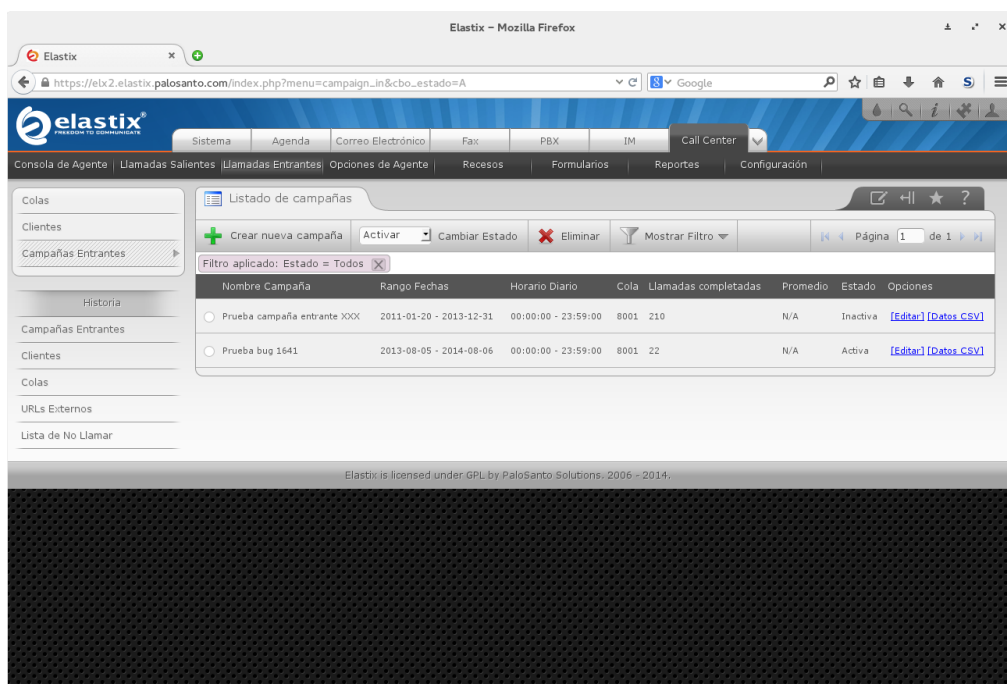 Elastix - Mozilla Firefox
Elastix
https://elx2.elastix.palosanto.com/index.php?menu=campaign_in&cbo_estado=A
Google
elastix®
FREEDOM TO COMMUNICATE
Sistema Agenda Correo Electrónico Fax PBX IM Call Center
Consola de Agente Llamadas Salientes Llamadas Entrantes Opciones de Agente Recesos Formularios Reportes Configuración
Colas
Clientes
Campañas Entrantes
Historia
Campañas Entrantes
Clientes
Colas
URLs Externos
Lista de No Llamar
Listado de campañas
Crear nueva campaña Activar Cambiar Estado Eliminar Mostrar Filtro Página 1 de 1
Filtro aplicado: Estado = Todos X
Nombre Campaña Rango Fechas Horario Diario Cola Llamadas completadas Promedio Estado Opciones
Prueba campaña entrante XXX 2011-01-20 - 2013-12-31 00:00:00 - 23:59:00 8001 210 N/A Inactiva [Editar] [Datos CSV]
Prueba bug 1641 2013-08-05 - 2014-08-06 00:00:00 - 23:59:00 8001 22 N/A Activa [Editar] [Datos CSV]
Elastix is licensed under GPL by PaloSanto Solutions. 2006 - 2014.